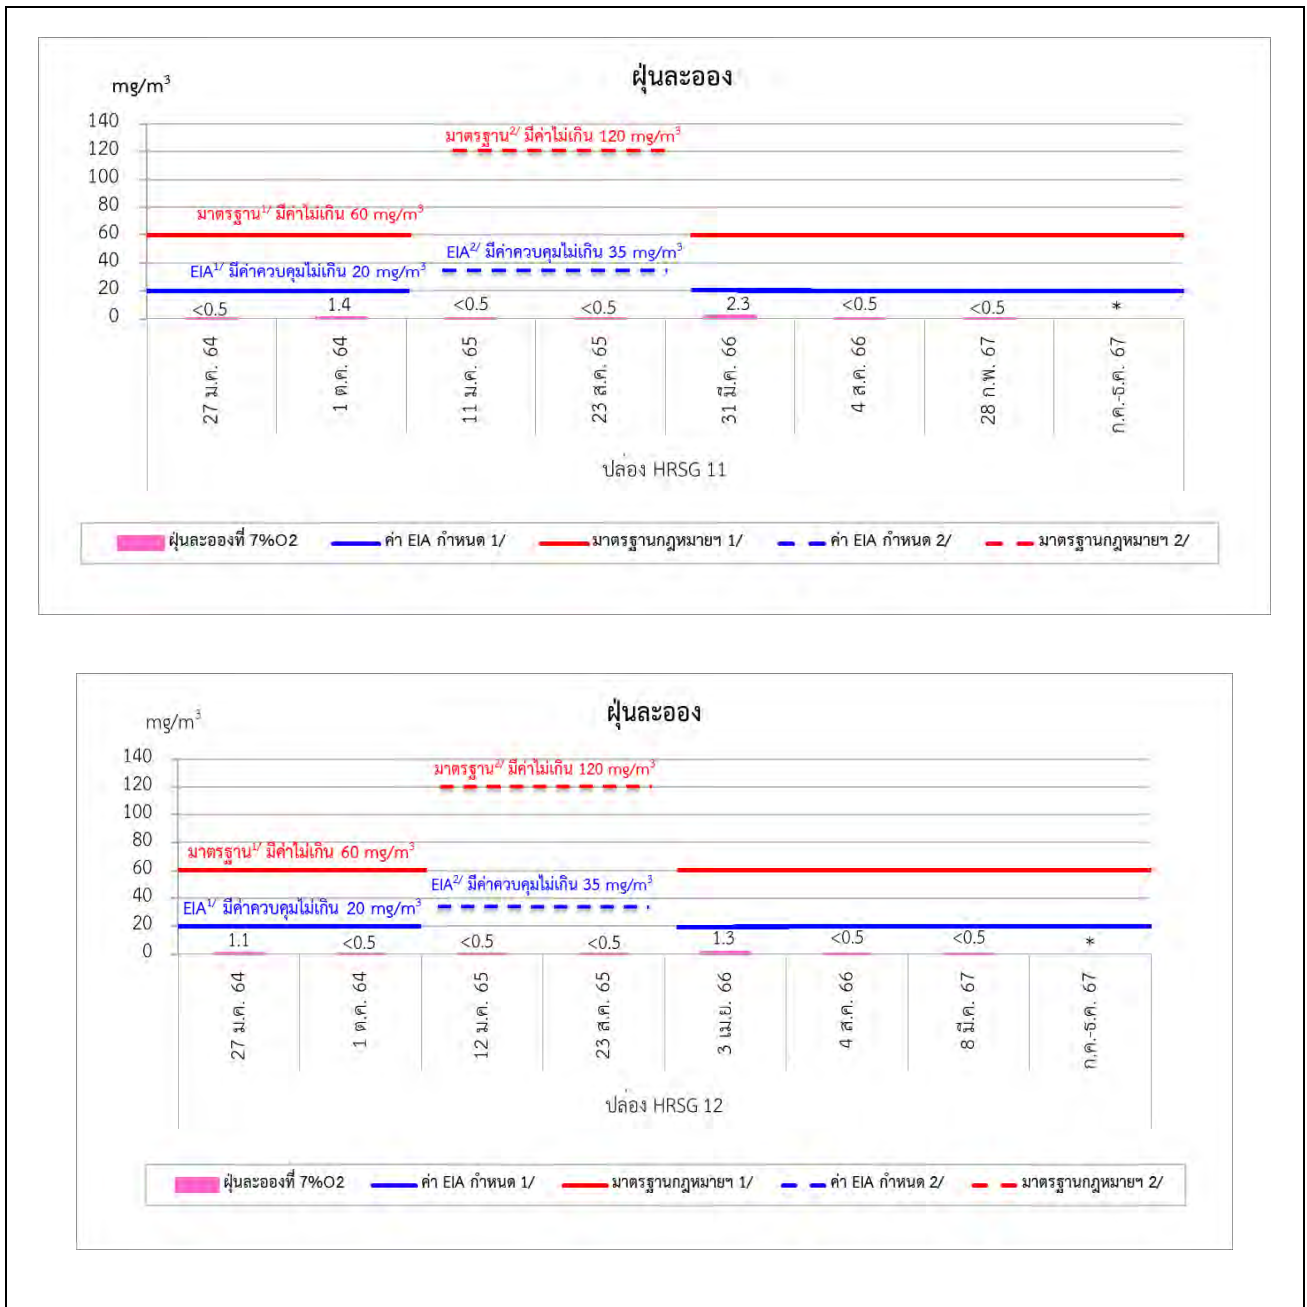 ฝุ่นละออง
mg/m³
140
120
100
80
60
40
20
0
มาตรฐาน²/ มีค่าไม่เกิน 120 mg/m³
มาตรฐาน¹/ มีค่าไม่เกิน 60 mg/m³
EIA²/ มีค่าควบคุมไม่เกิน 35 mg/m³
EIA¹/ มีค่าควบคุมไม่เกิน 20 mg/m³
<0.5 1.4 <0.5 <0.5 2.3 <0.5 <0.5 *
27 ม.ค. 64
1 ต.ค. 64
11 ม.ค. 65
23 ส.ค. 65
31 มี.ค. 66
4 ส.ค. 66
28 ก.พ. 67
ก.ค.-ธ.ค. 67
ปล่อง HRSG 11
ฝุ่นละอองที่ 7%O2 ค่า EIA กำหนด 1/ มาตรฐานกฎหมายฯ 1/ ค่า EIA กำหนด 2/ มาตรฐานกฎหมายฯ 2/
ฝุ่นละออง
mg/m³
140
120
100
80
60
40
20
0
มาตรฐาน²/ มีค่าไม่เกิน 120 mg/m³
มาตรฐาน¹/ มีค่าไม่เกิน 60 mg/m³
EIA²/ มีค่าควบคุมไม่เกิน 35 mg/m³
EIA¹/ มีค่าควบคุมไม่เกิน 20 mg/m³
1.1 <0.5 <0.5 <0.5 1.3 <0.5 <0.5 *
27 ม.ค. 64
1 ต.ค. 64
12 ม.ค. 65
23 ส.ค. 65
3 เม.ย. 66
4 ส.ค. 66
8 มี.ค. 67
ก.ค.-ธ.ค. 67
ปล่อง HRSG 12
ฝุ่นละอองที่ 7%O2 ค่า EIA กำหนด 1/ มาตรฐานกฎหมายฯ 1/ ค่า EIA กำหนด 2/ มาตรฐานกฎหมายฯ 2/